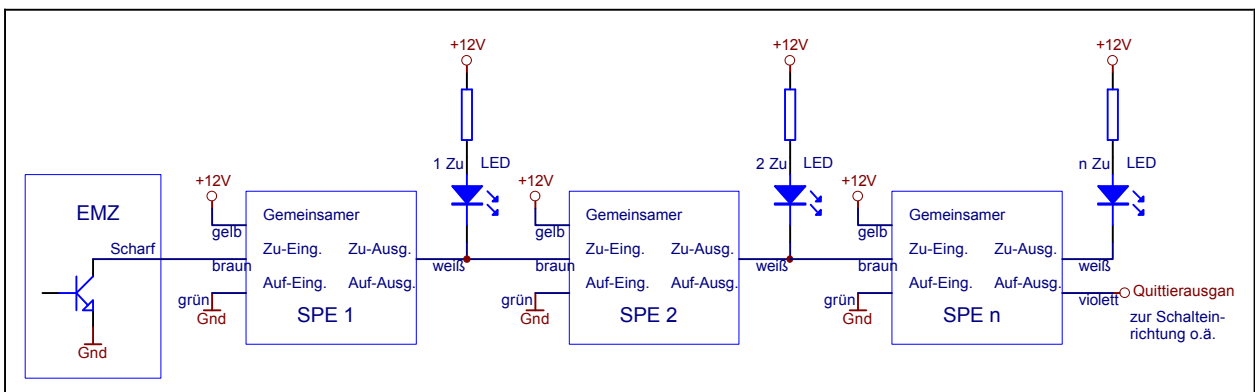 +12V
+12V
+12V
1 Zu LED
2 Zu LED
n Zu LED
+12V
+12V
+12V
EMZ
Scharf
Gnd
gelb
braun
grün
Gnd
Gemeinsamer
Zu-Eing. Zu-Ausg.
Auf-Eing. Auf-Ausg.
SPE 1
weiß
gelb
braun
grün
Gnd
Gemeinsamer
Zu-Eing. Zu-Ausg.
Auf-Eing. Auf-Ausg.
SPE 2
weiß
gelb
braun
grün
Gnd
Gemeinsamer
Zu-Eing. Zu-Ausg.
Auf-Eing. Auf-Ausg.
SPE n
weiß
violett
Quittierausgan
zur Schaltein-
richtung o.ä.